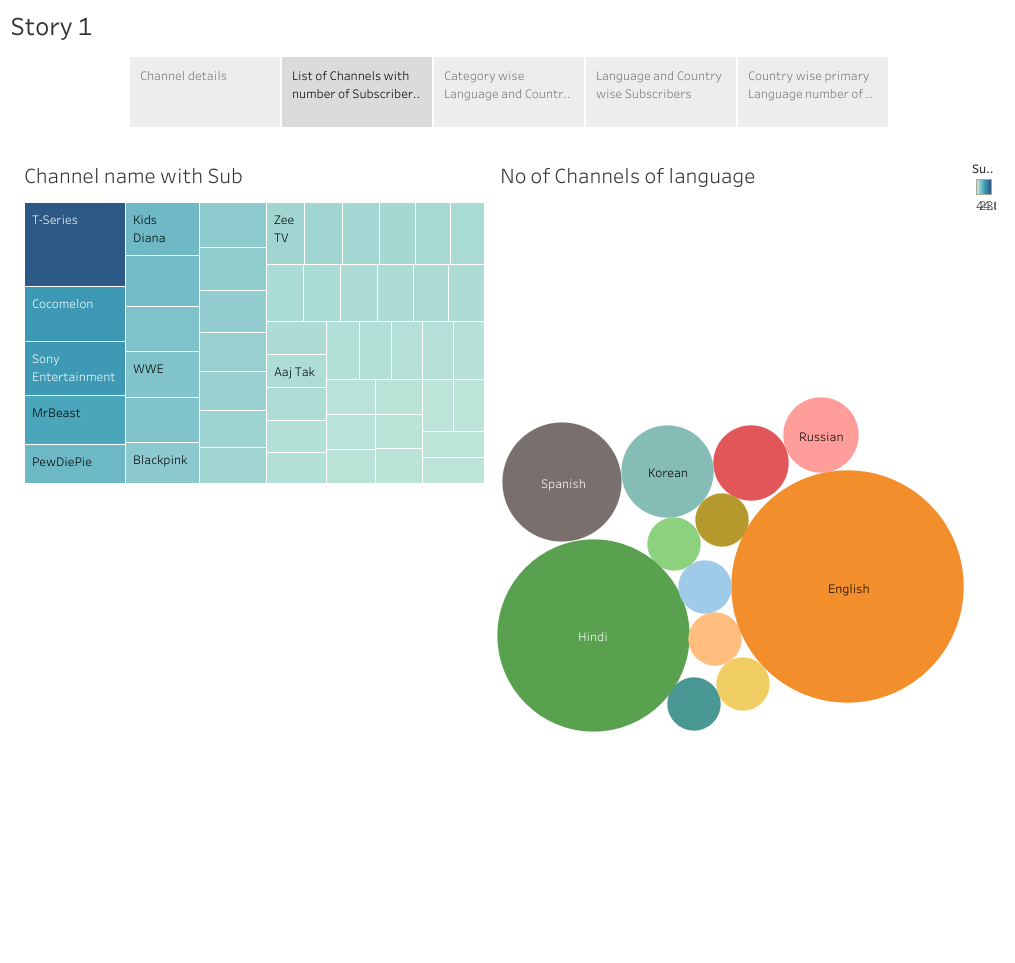 Story 1
Channel details
List of Channels with
number of Subscriber..
Category wise
Language and Countr..
Language and Country
wise Subscribers
Country wise primary
Language number of ..
Channel name with Sub
T-Series
Cocomelon
Sony
Entertainment
MrBeast
PewDiePie
Kids
Diana
WWE
Blackpink
Zee
TV
Aaj Tak
No of Channels of language
Su..
Spanish
Korean
Russian
Hindi
English